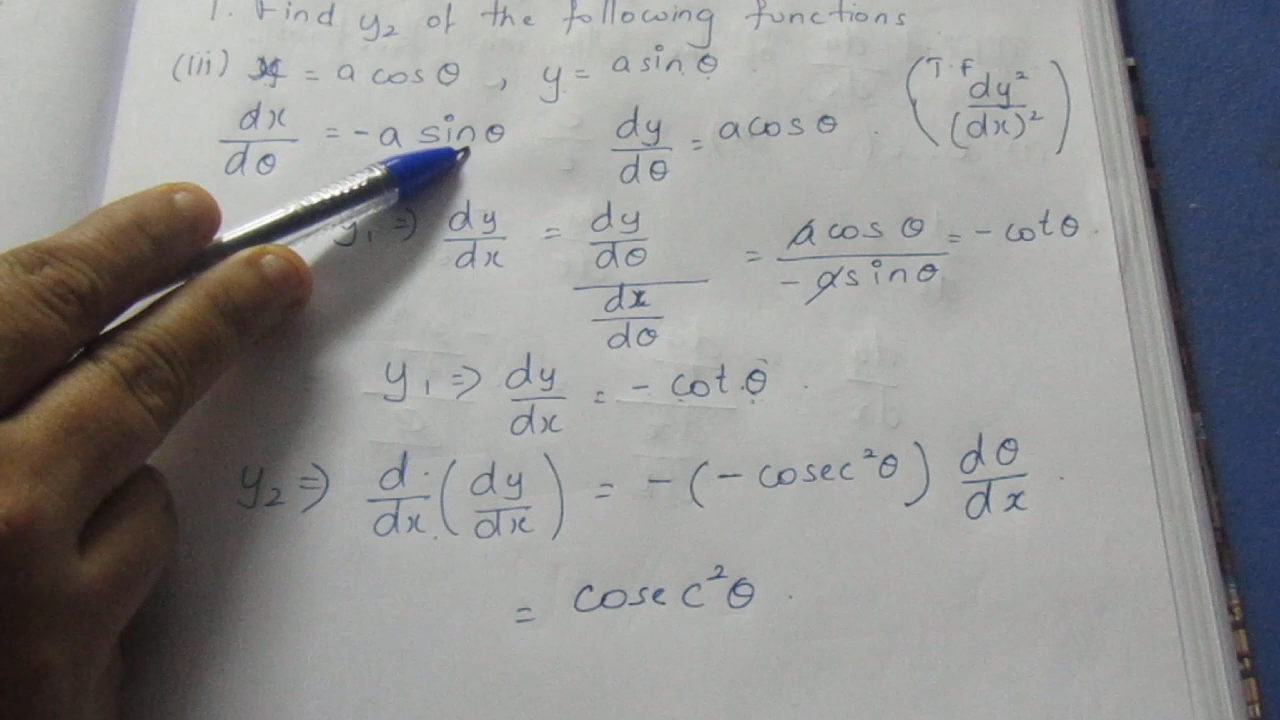 1. Find y₂ of the following functions
(iii) x = a cos θ , y = a sin θ (T.F dy²/(dx)²)
dx/dθ = -a sin θ dy/dθ = a cos θ .
y₁ ⇒ dy/dx = (dy/dθ)/(dx/dθ) = a cos θ/-a sin θ = - cot θ .
y₁ ⇒ dy/dx = - cot θ .
y₂ ⇒ d/dx (dy/dx) = - (- cosec²θ) dθ/dx .
= cosec²θ .